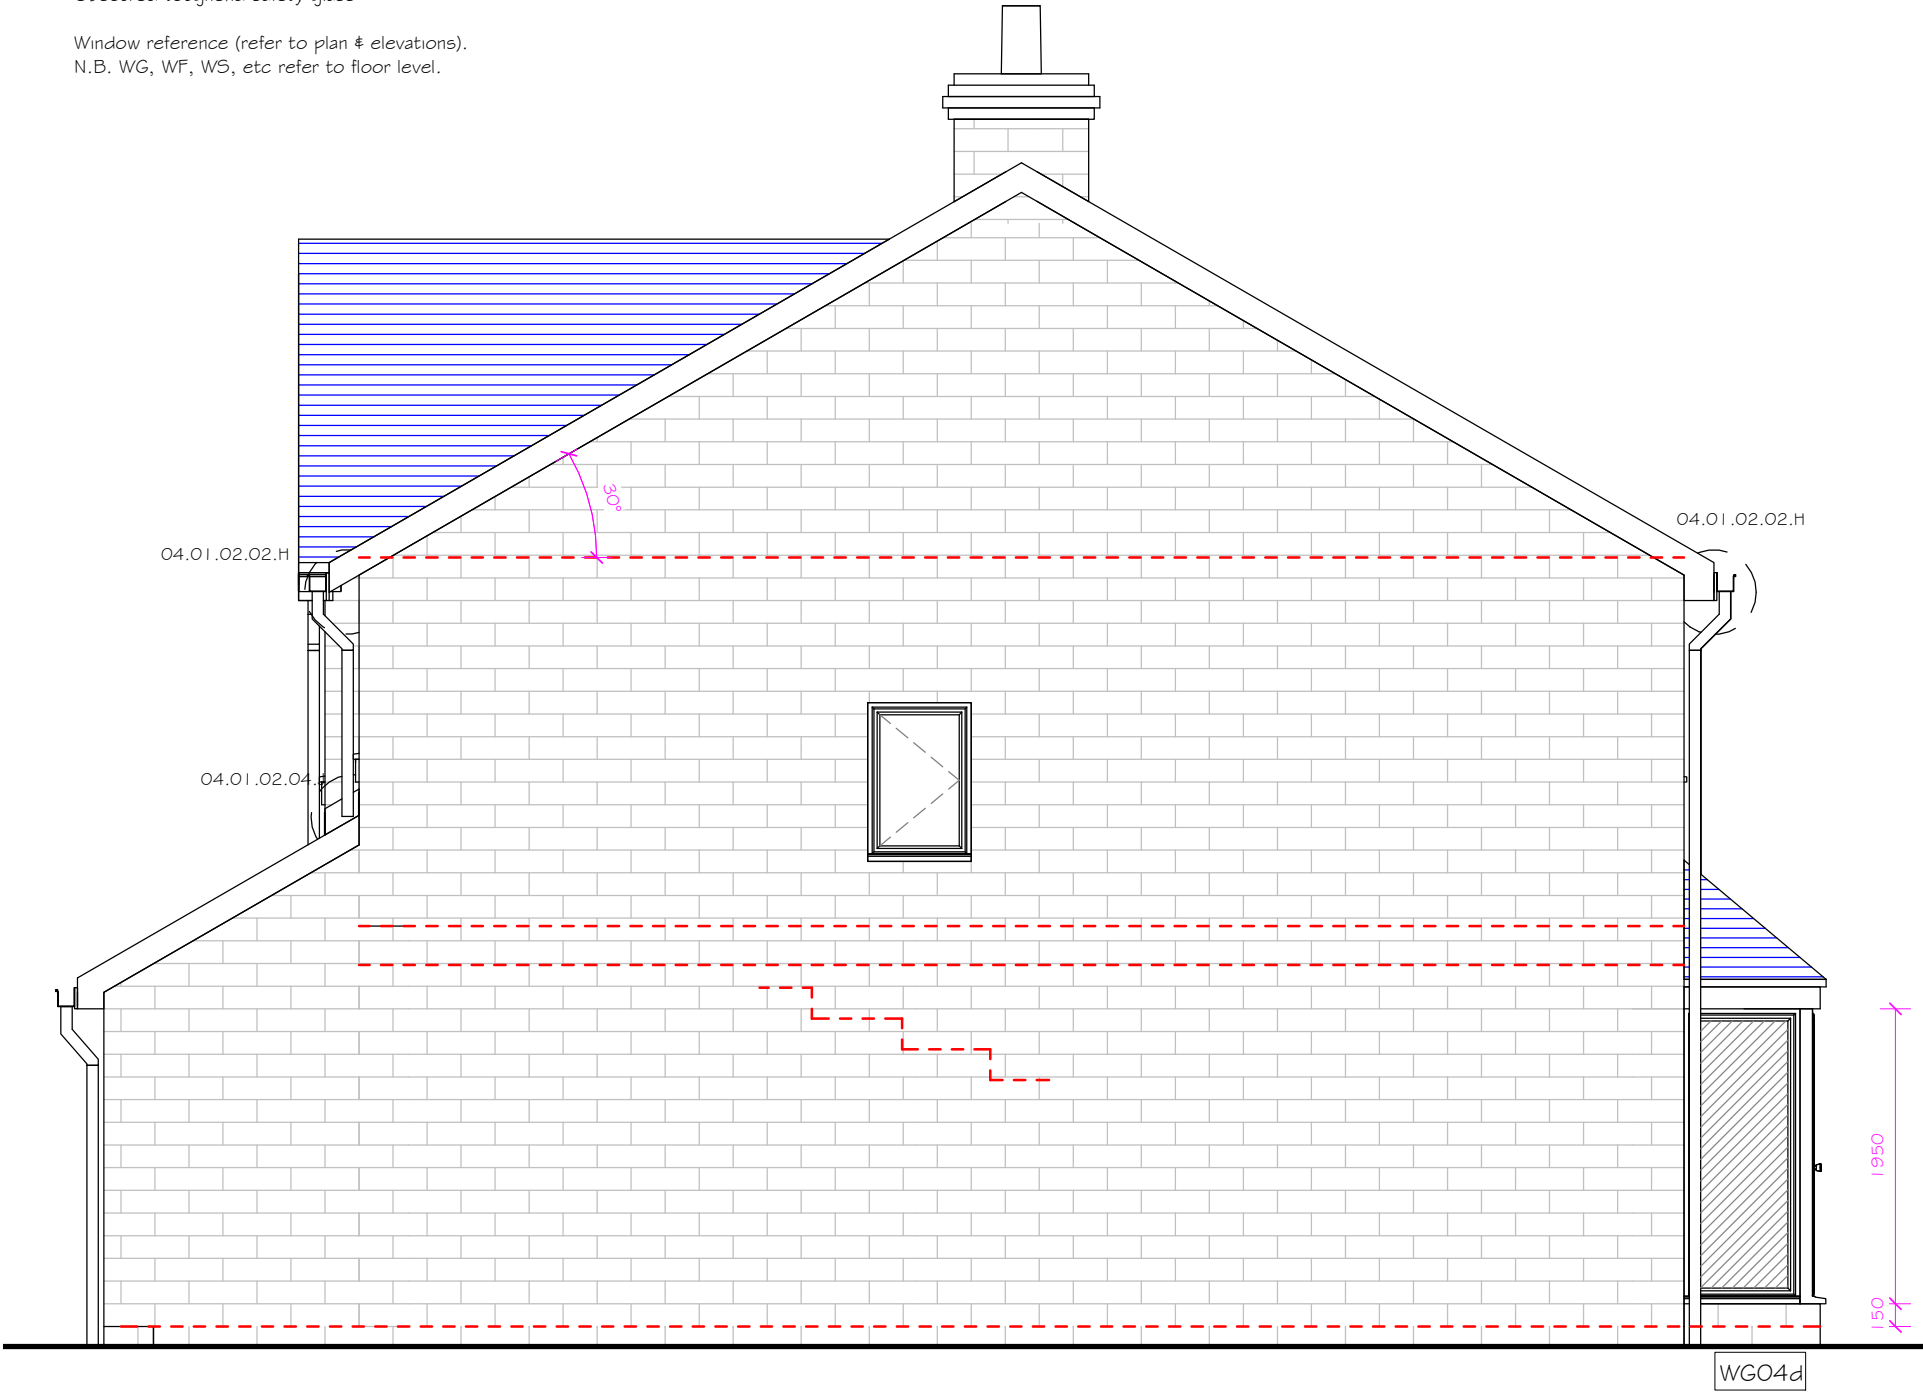 Window reference (refer to plan & elevations).
N.B. WG, WF, WS, etc refer to floor level.
30°
04.01.02.02.H
04.01.02.02.H
04.01.02.04.
1950
150
WG04d